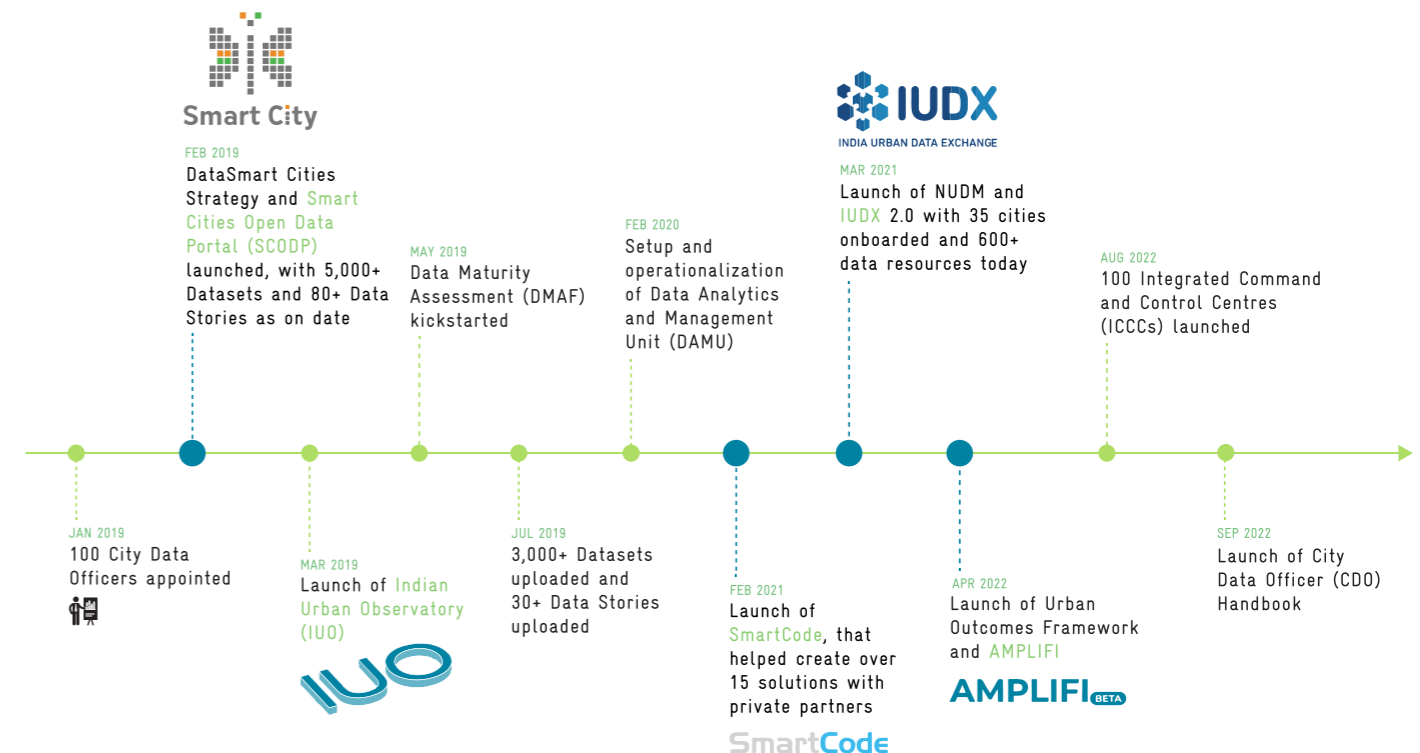 Smart City
FEB 2019
DataSmart Cities
Strategy and Smart
Cities Open Data
Portal (SCODP)
launched, with 5,000+
Datasets and 80+ Data
Stories as on date
MAY 2019
Data Maturity
Assessment (DMAF)
kickstarted
FEB 2020
Setup and
operationalization
of Data Analytics
and Management
Unit (DAMU)
IUDX
INDIA URBAN DATA EXCHANGE
MAR 2021
Launch of NUDM and
IUDX 2.0 with 35 cities
onboarded and 600+
data resources today
AUG 2022
100 Integrated Command
and Control Centres
(ICCCs) launched
JAN 2019
100 City Data
Officers appointed
MAR 2019
Launch of Indian
Urban Observatory
(IUO)
IUO
JUL 2019
3,000+ Datasets
uploaded and
30+ Data Stories
uploaded
FEB 2021
Launch of
SmartCode, that
helped create over
15 solutions with
private partners
SmartCode
APR 2022
Launch of Urban
Outcomes Framework
and AMPLIFI
AMPLIFI BETA
SEP 2022
Launch of City
Data Officer (CDO)
Handbook